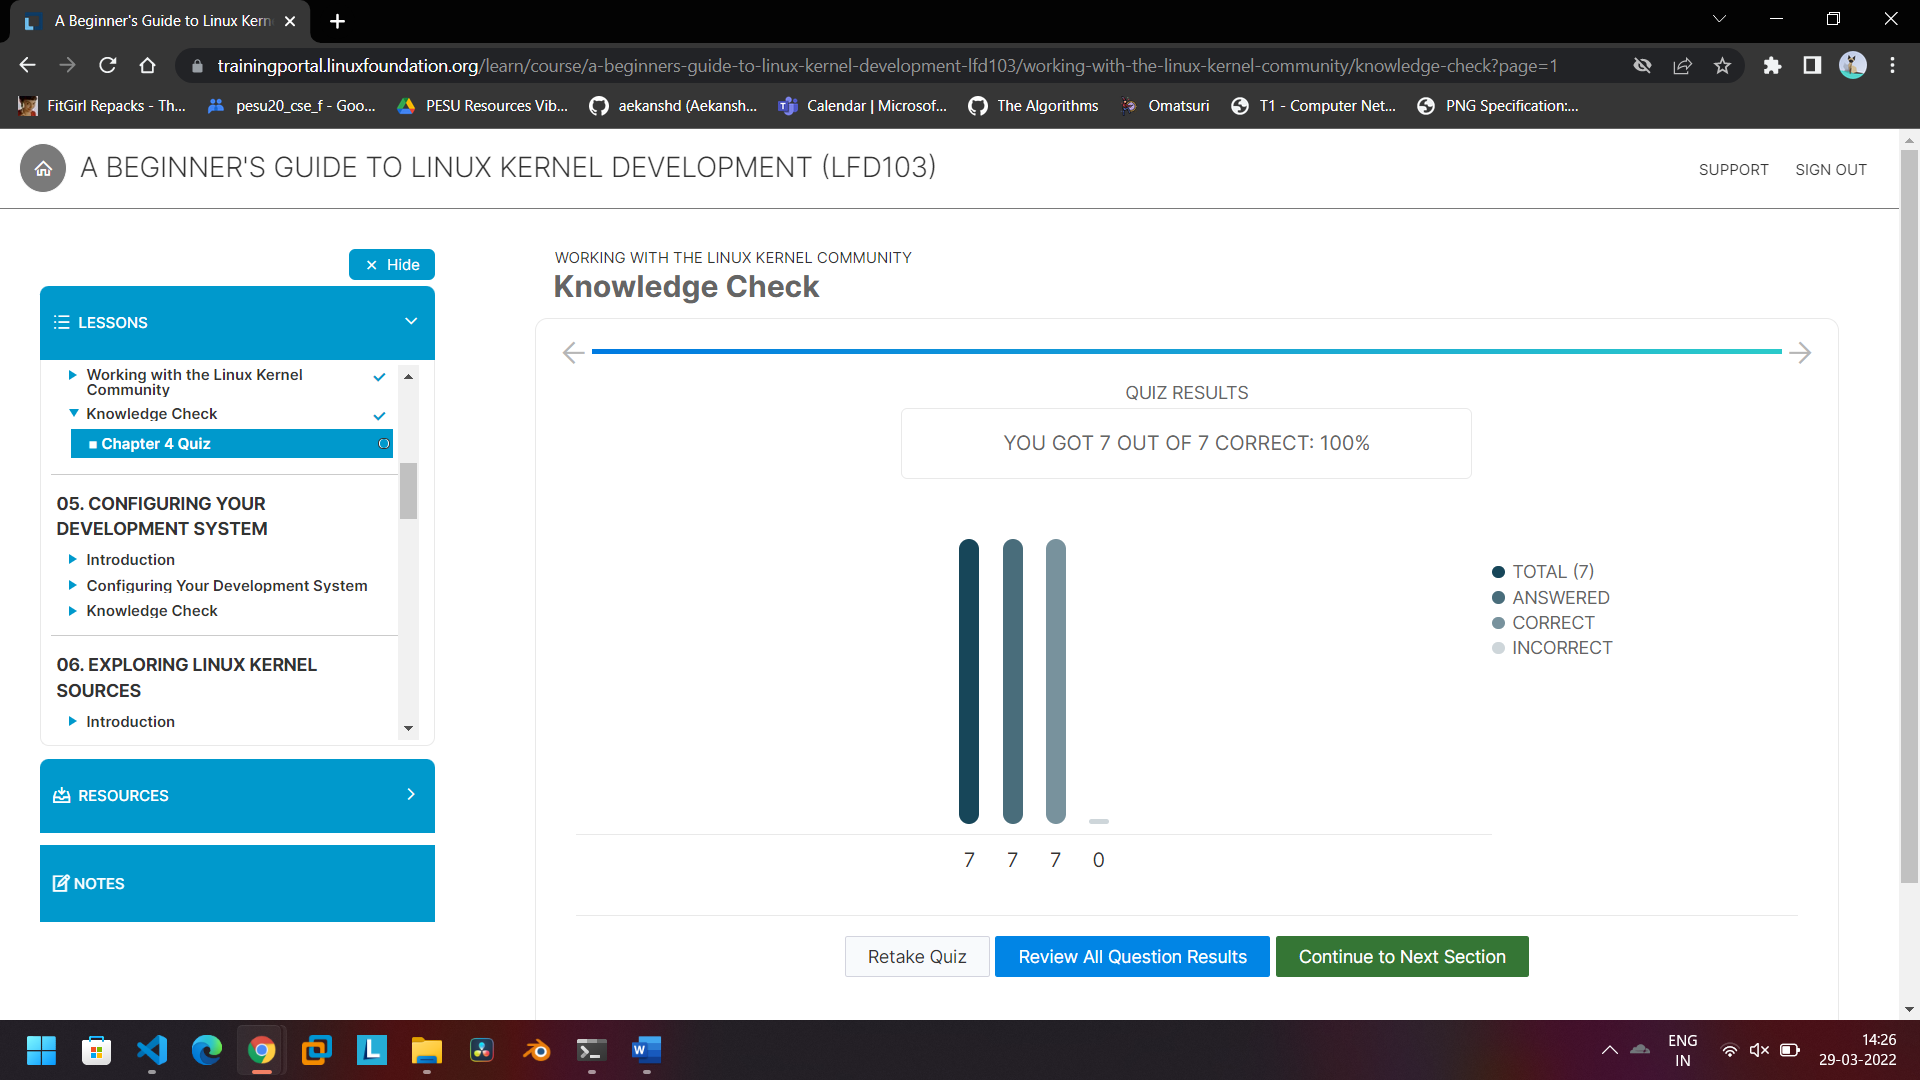 A Beginner's Guide to Linux Kern
trainingportal.linuxfoundation.org/learn/course/a-beginners-guide-to-linux-kernel-development-lfd103/working-with-the-linux-kernel-community/knowledge-check?page=1
FitGirl Repacks - Th...
pesu20_cse_f - Goo...
PESU Resources Vib...
aekanshd (Aekansh...
Calendar | Microsof...
The Algorithms
Omatsuri
T1 - Computer Net...
PNG Specification:...
A BEGINNER'S GUIDE TO LINUX KERNEL DEVELOPMENT (LFD103)
SUPPORT
SIGN OUT
Hide
LESSONS
Working with the Linux Kernel
Community
Knowledge Check
Chapter 4 Quiz
05. CONFIGURING YOUR
DEVELOPMENT SYSTEM
Introduction
Configuring Your Development System
Knowledge Check
06. EXPLORING LINUX KERNEL
SOURCES
Introduction
RESOURCES
NOTES
WORKING WITH THE LINUX KERNEL COMMUNITY
Knowledge Check
QUIZ RESULTS
YOU GOT 7 OUT OF 7 CORRECT: 100%
TOTAL (7)
ANSWERED
CORRECT
INCORRECT
7 7 7 0
Retake Quiz
Review All Question Results
Continue to Next Section
ENG
IN
14:26
29-03-2022